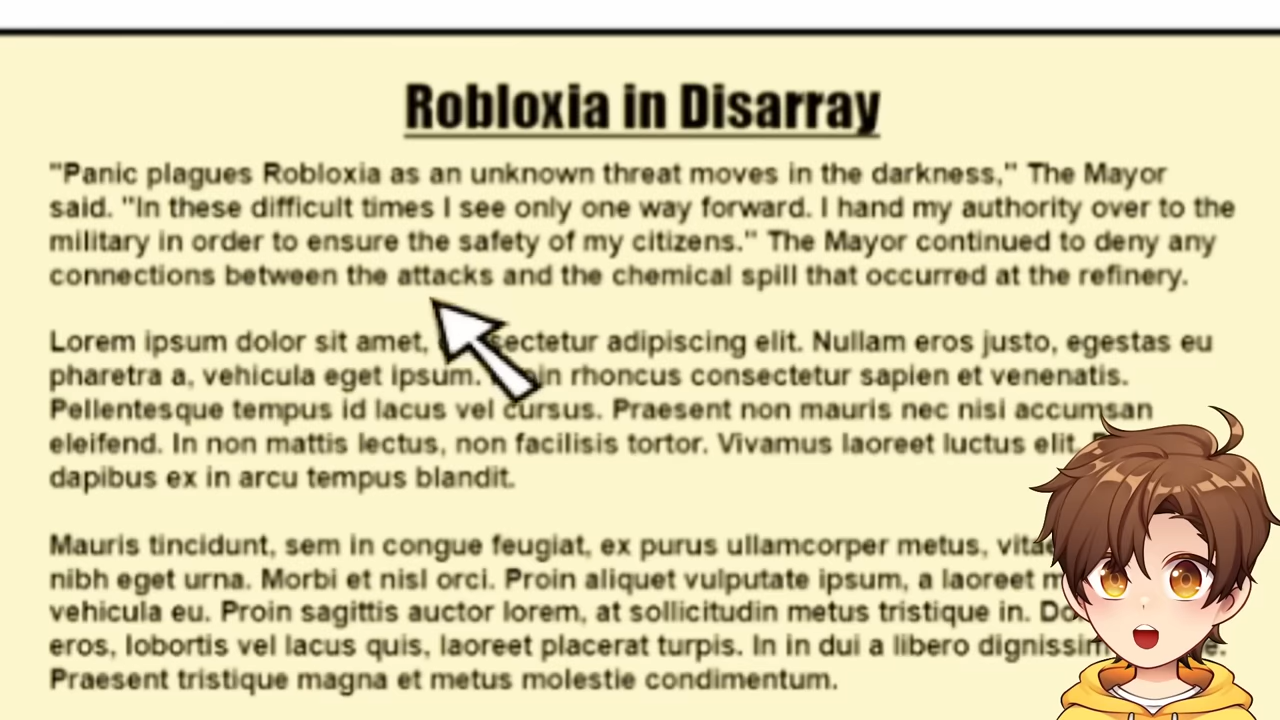 Robloxia in Disarray
"Panic plagues Robloxia as an unknown threat moves in the darkness," The Mayor
said. "In these difficult times I see only one way forward. I hand my authority over to the
military in order to ensure the safety of my citizens." The Mayor continued to deny any
connections between the attacks and the chemical spill that occurred at the refinery.
Lorem ipsum dolor sit amet, adipiscing elit. Nullam eros justo, egestas eu
pharetra a, vehicula eget ipsum. rhoncus consectetur sapien et venenatis.
Pellentesque tempus id lacus vel cursus. Praesent non mauris nec nisi accumsan
eleifend. In non mattis lectus, non facilisis tortor. Vivamus laoreet luctus elit.
dapibus ex in arcu tempus blandit.
Mauris tincidunt, sem in congue feugiat, ex purus ullamcorper metus,
nibh eget urna. Morbi et nisl orci. Proin aliquet vulputate ipsum, a laoreet
vehicula eu. Proin sagittis auctor lorem, at sollicitudin metus tristique in.
eros, lobortis vel lacus quis, laoreet placerat turpis. In in dui a libero
Praesent tristique magna et metus molestie condimentum.